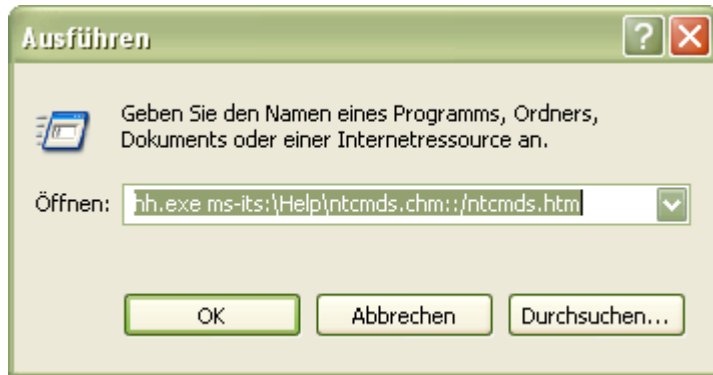 Ausführen
Geben Sie den Namen eines Programms, Ordners,
Dokuments oder einer Internetressource an.
Öffnen: hh.exe ms-its:\Help\ntcmds.chm::/ntcmds.htm
OK Abbrechen Durchsuchen...